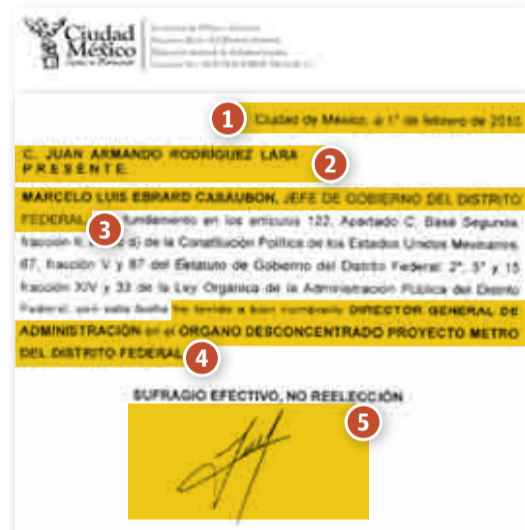 Ciudad
México
1 Ciudad de México, a 1° de febrero de 2010
C. JUAN ARMANDO RODRÍGUEZ LARA
PRESENTE 2
MARCELO LUIS EBRARD CASAUBON, JEFE DE GOBIERNO DEL DISTRITO
FEDERAL, 3 fundamento en los artículos 122, Apartado C, Base Segunda,
fracción II, d) de la Constitución Política de los Estados Unidos Mexicanos,
67, fracción V y 87 del Estatuto de Gobierno del Distrito Federal; 2°, 5° y 15
fracción XIV y 33 de la Ley Orgánica de la Administración Pública del Distrito
Federal, con esta fecha he tenido a bien nombrarlo DIRECTOR GENERAL DE
ADMINISTRACIÓN en el ÓRGANO DESCONCENTRADO PROYECTO METRO
DEL DISTRITO FEDERAL 4
SUFRAGIO EFECTIVO, NO REELECCIÓN
5